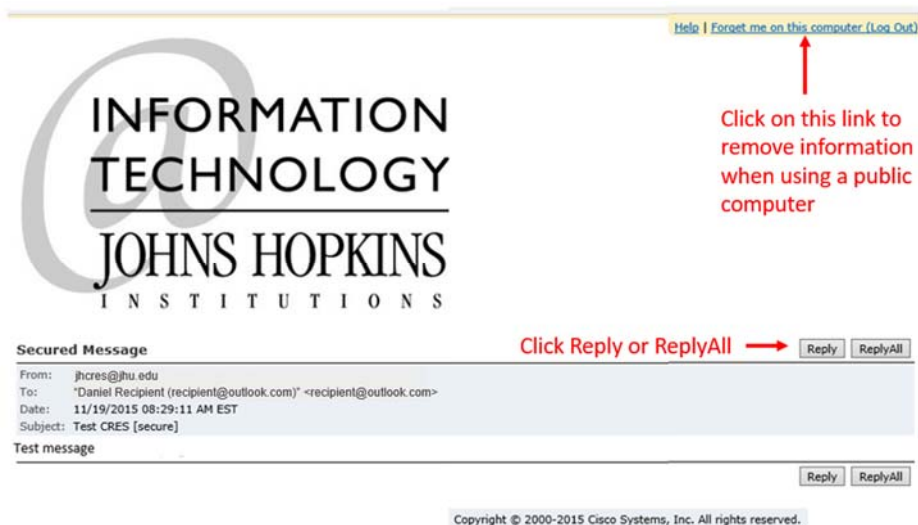 Help | Forget me on this computer (Log Out)
Click on this link to
remove information
when using a public
computer
@
INFORMATION
TECHNOLOGY
JOHNS HOPKINS
INSTITUTIONS
Secured Message
Click Reply or ReplyAll
Reply ReplyAll
From: jhcres@jhu.edu
To: "Daniel Recipient (recipient@outlook.com)" <recipient@outlook.com>
Date: 11/19/2015 08:29:11 AM EST
Subject: Test CRES [secure]
Test message
Reply ReplyAll
Copyright © 2000-2015 Cisco Systems, Inc. All rights reserved.